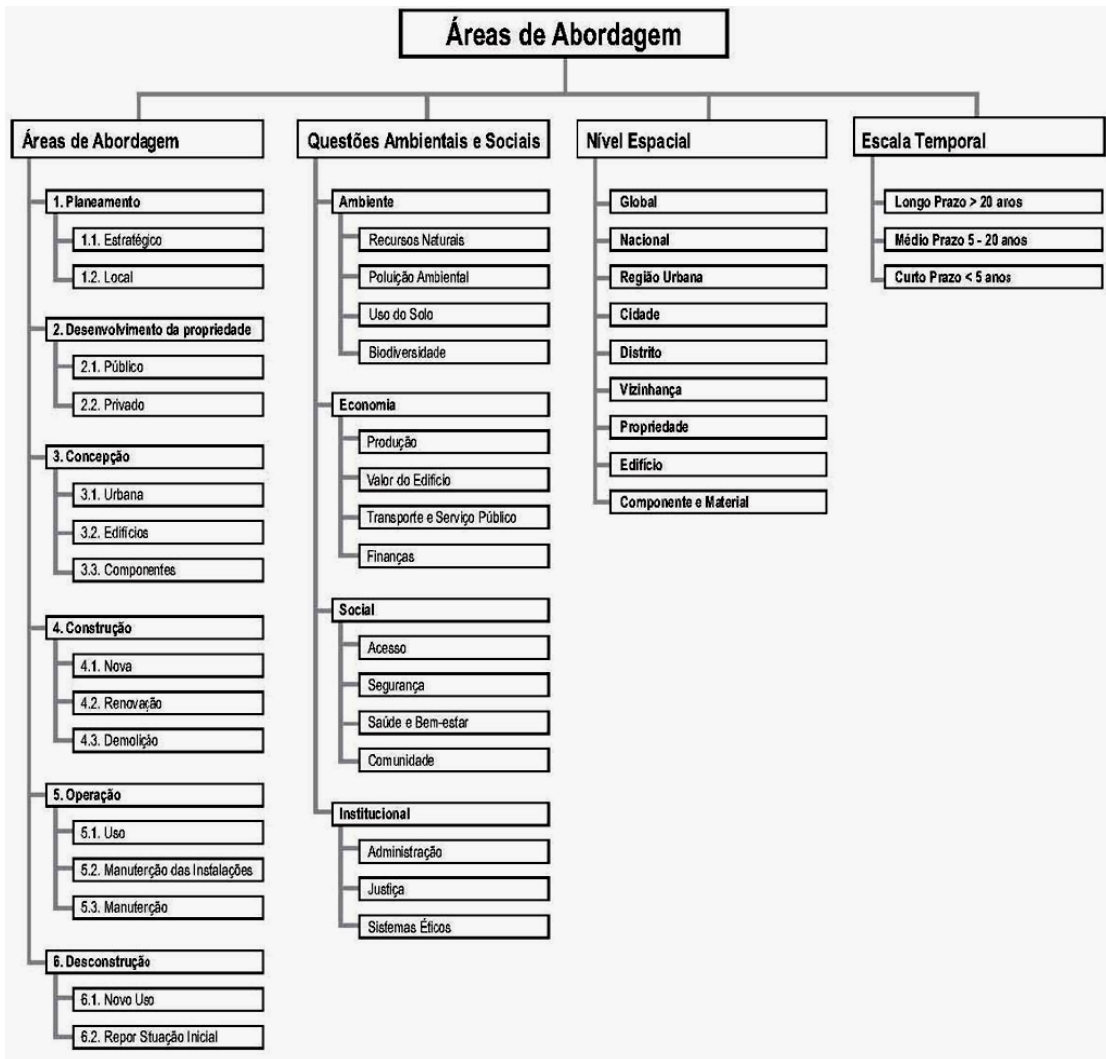 Áreas de Abordagem
Áreas de Abordagem
1. Planeamento
1.1. Estratégico
1.2. Local
2. Desenvolvimento da propriedade
2.1. Público
2.2. Privado
3. Concepção
3.1. Urbana
3.2. Edifícios
3.3. Componentes
4. Construção
4.1. Nova
4.2. Renovação
4.3. Demolição
5. Operação
5.1. Uso
5.2. Manuterção das Instalações
5.3. Manuterção
6. Desconstrução
6.1. Novo Uso
6.2. Repor Stuação Inicial
Questões Ambientais e Sociais
Ambiente
Recursos Naturais
Poluição Ambiental
Uso do Solo
Biodiversidade
Economia
Produção
Valor do Edifício
Transporte e Serviço Público
Finanças
Social
Acesso
Segurança
Saúde e Bem-estar
Comunidade
Institucional
Administração
Justiça
Sistemas Éticos
Nível Espacial
Global
Nacional
Região Urbana
Cidade
Distrito
Vizinhança
Propriedade
Edifício
Componente e Material
Escala Temporal
Longo Prazo > 20 aros
Médio Prazo 5 - 20 anos
Curto Prazo < 5 anos